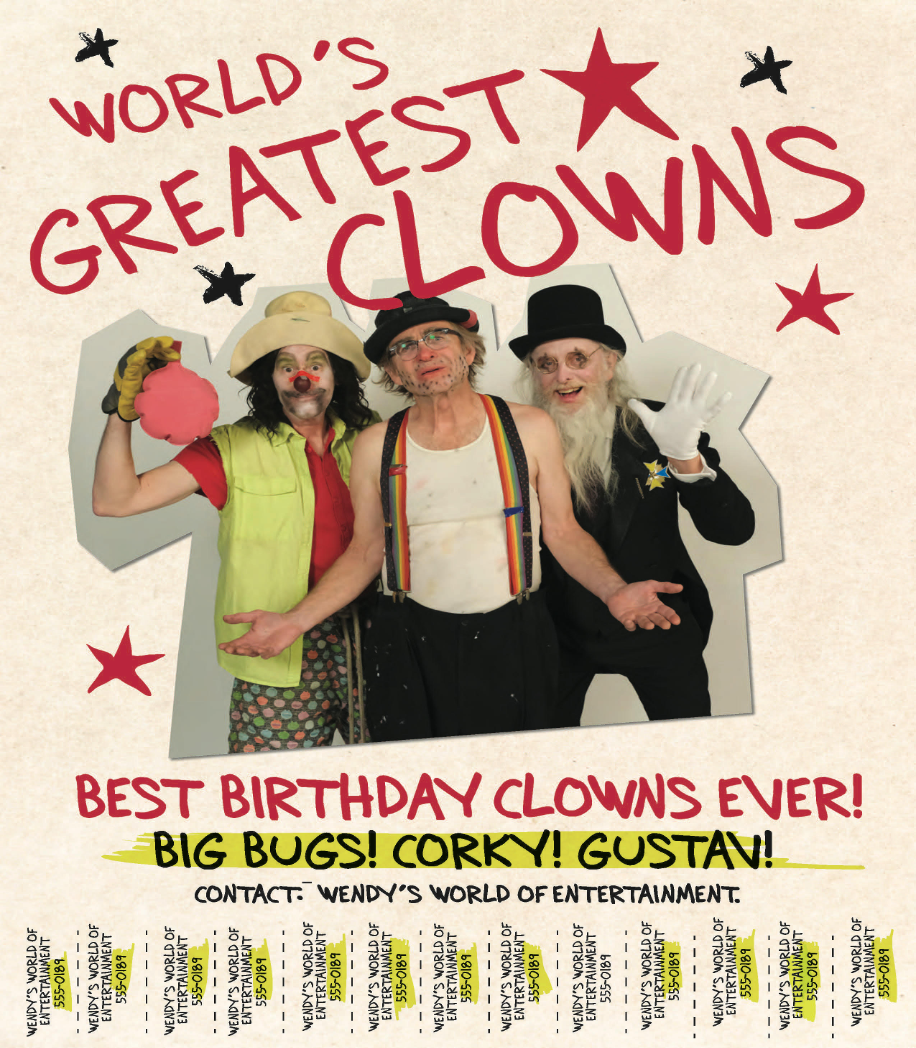 WORLD'S
GREATEST
CLOWNS
BEST BIRTHDAY CLOWNS EVER!
BIG BUGS! CORKY! GUSTAV!
CONTACT: WENDY'S WORLD OF ENTERTAINMENT.
WENDY'S WORLD OF
ENTERTAINMENT
555-0189
WENDY'S WORLD OF
ENTERTAINMENT
555-0189
WENDY'S WORLD OF
ENTERTAINMENT
555-0189
WENDY'S WORLD OF
ENTERTAINMENT
555-0189
WENDY'S WORLD OF
ENTERTAINMENT
555-0189
WENDY'S WORLD OF
ENTERTAINMENT
555-0189
WENDY'S WORLD OF
ENTERTAINMENT
555-0189
WENDY'S WORLD OF
ENTERTAINMENT
555-0189
WENDY'S WORLD OF
ENTERTAINMENT
555-0189
WENDY'S WORLD OF
ENTERTAINMENT
555-0189
WENDY'S WORLD OF
ENTERTAINMENT
555-0189
WENDY'S WORLD OF
ENTERTAINMENT
555-0189
WENDY'S WORLD OF
ENTERTAINMENT
555-0189